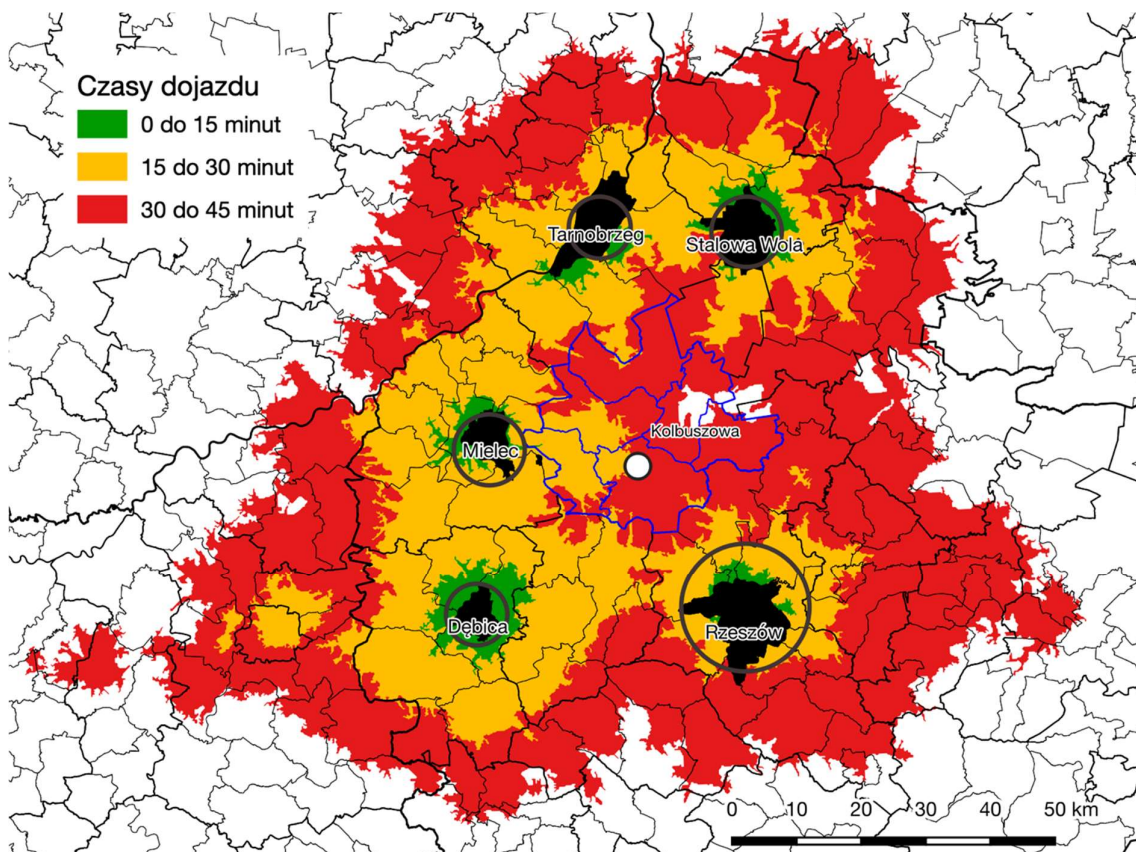 Czasy dojazdu
0 do 15 minut
15 do 30 minut
30 do 45 minut
Tarnobrzeg
Stalowa Wola
Kolbuszowa
Mielec
Dębica
Rzeszów
0 10 20 30 40 50 km